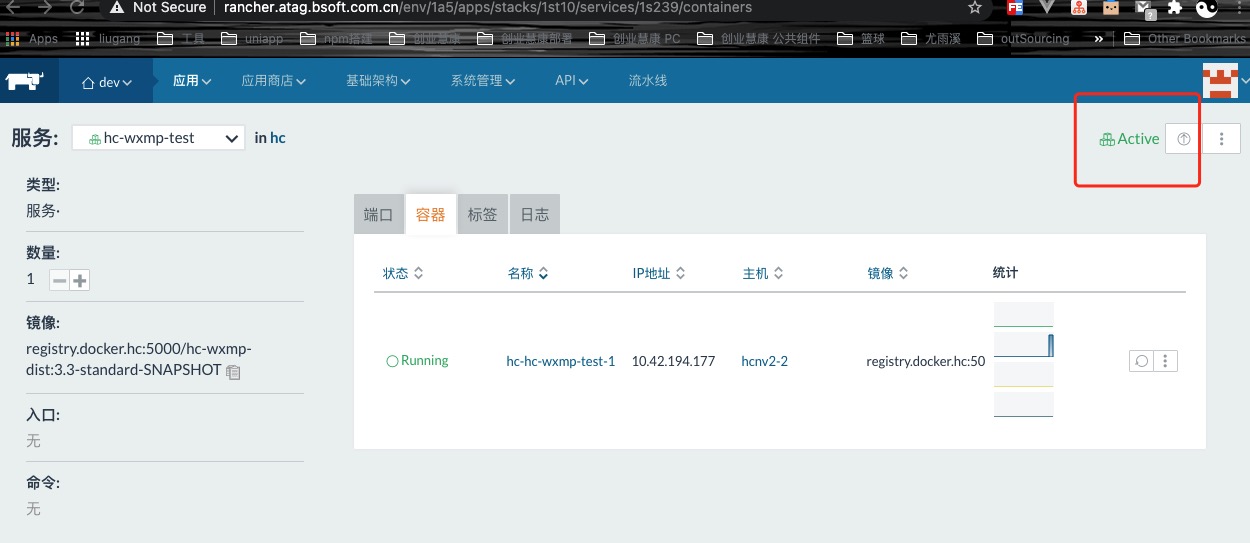 Not Secure rancher.atag.bsoft.com.cn/env/1a5/apps/stacks/1st10/services/1s239/containers
Apps liugang 工具 uniapp npm搭建 创业慧康 创业慧康部署 创业慧康 PC 创业慧康 公共组件 篮球 尤雨溪 outSourcing » Other Bookmarks
dev 应用 应用商店 基础架构 系统管理 API 流水线
服务: hc-wxmp-test in hc Active
类型:
服务·
数量:
1
镜像:
registry.docker.hc:5000/hc-wxmp-
dist:3.3-standard-SNAPSHOT
入口:
无
命令:
无
端口 容器 标签 日志
状态 名称 IP地址 主机 镜像 统计
Running hc-hc-wxmp-test-1 10.42.194.177 hcnv2-2 registry.docker.hc:50